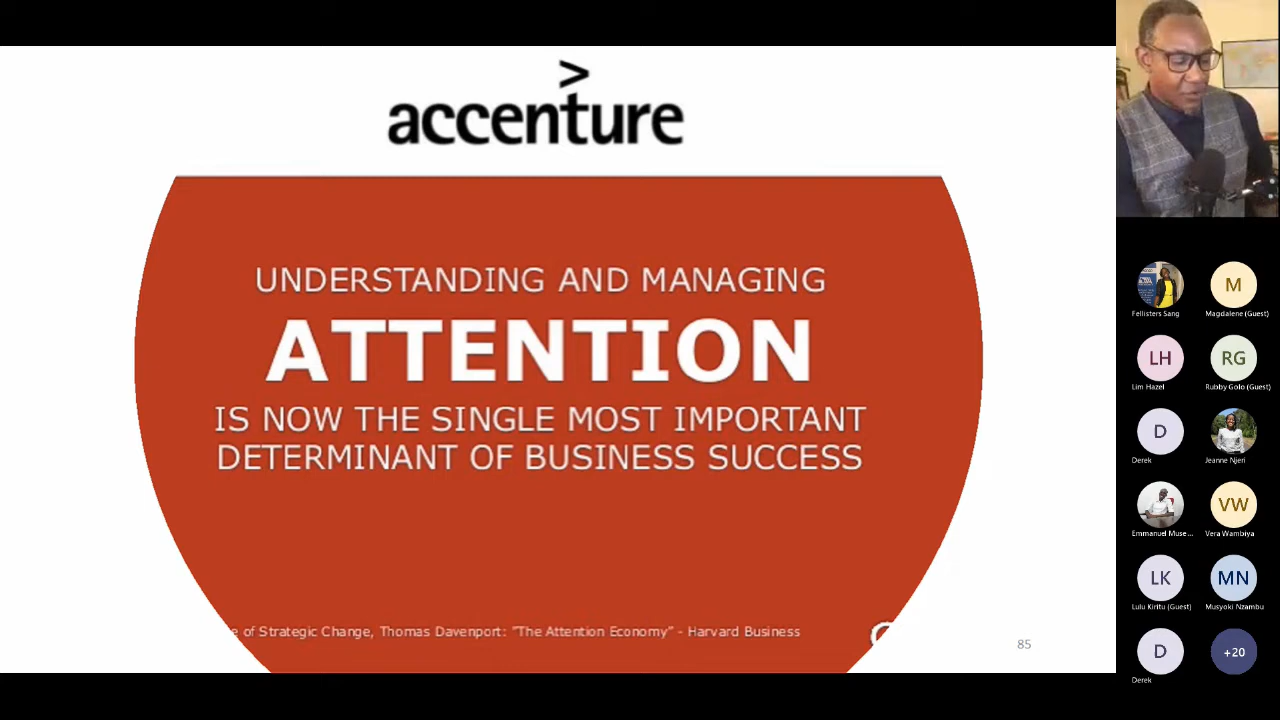 >
accenture
UNDERSTANDING AND MANAGING
ATTENTION
IS NOW THE SINGLE MOST IMPORTANT
DETERMINANT OF BUSINESS SUCCESS
e of Strategic Change, Thomas Davenport: "The Attention Economy" - Harvard Business
85
Fellisters Sang
M
Magdalene (Guest)
LH
Lim Hazel
RG
Rubby Golo (Guest)
D
Derek
Jeanne Njeri
Emmanuel Muse...
VW
Vera Wambiya
LK
Lulu Kiritu (Guest)
MN
Musyoki Nzambu
D
Derek
+20